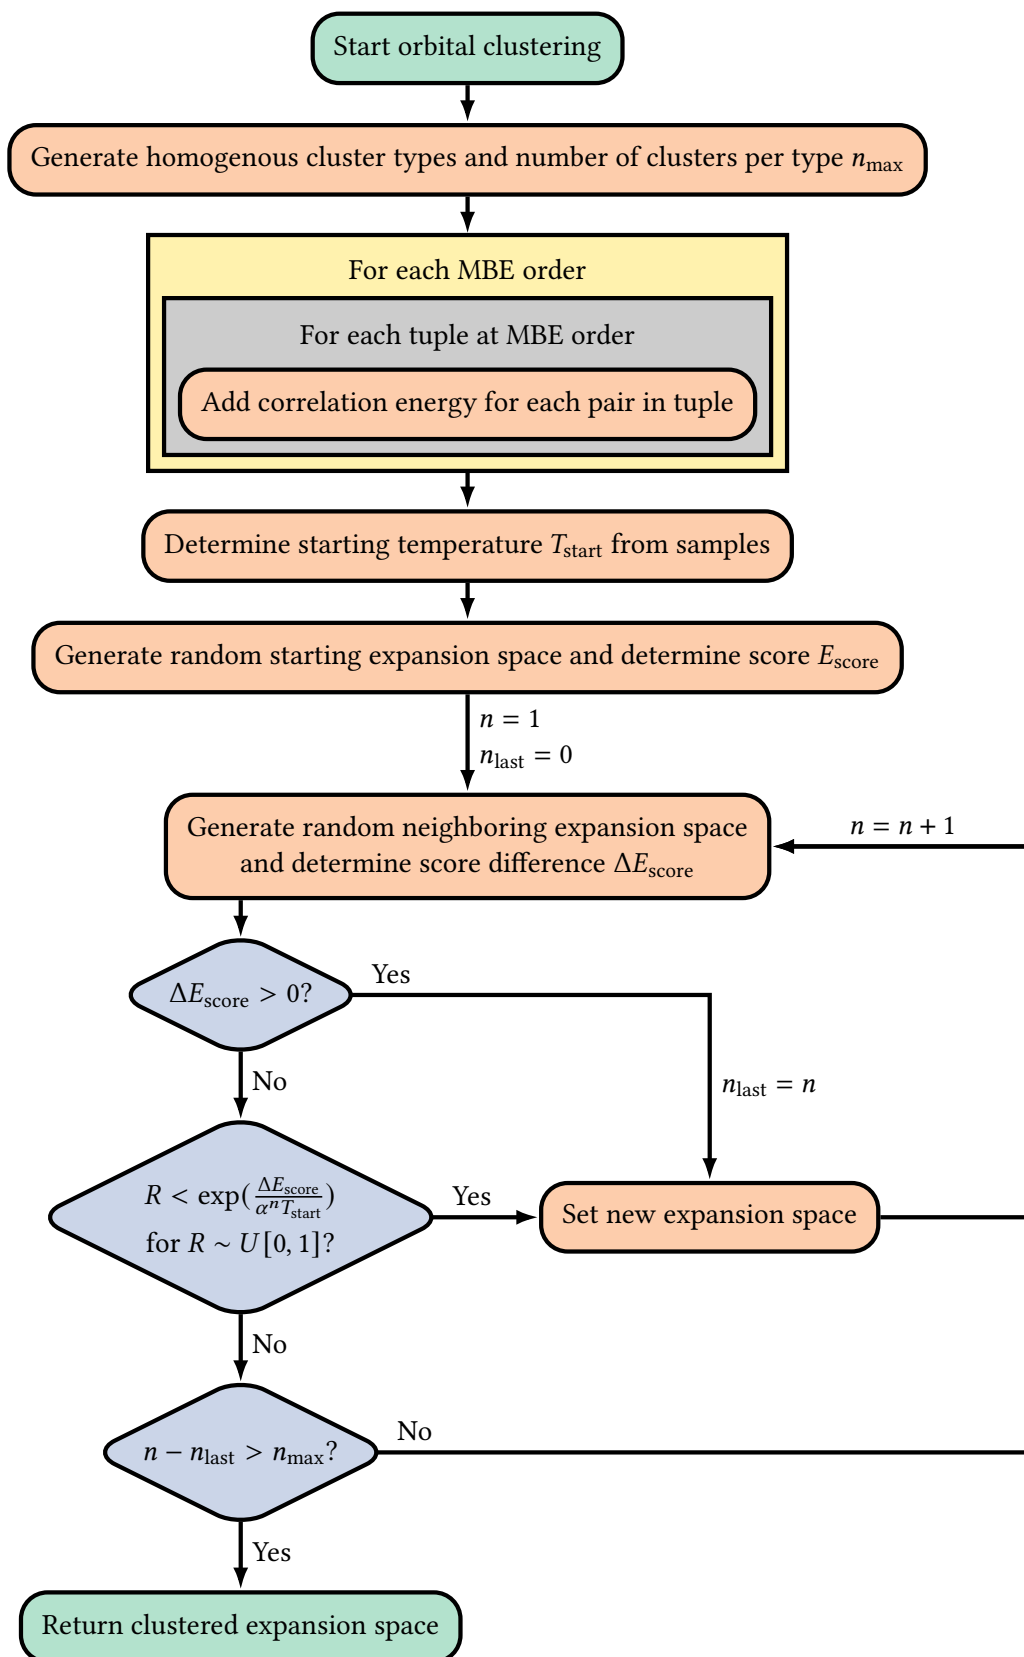 Start orbital clustering
Generate homogenous cluster types and number of clusters per type n_max
For each MBE order
For each tuple at MBE order
Add correlation energy for each pair in tuple
Determine starting temperature T_start from samples
Generate random starting expansion space and determine score E_score
n = 1
n_last = 0
Generate random neighboring expansion space
and determine score difference ΔE_score
n = n + 1
ΔE_score > 0?
Yes
No
n_last = n
R < exp(ΔE_score / α^n T_start)
for R ~ U[0, 1]?
Yes
Set new expansion space
No
n − n_last > n_max?
No
Yes
Return clustered expansion space